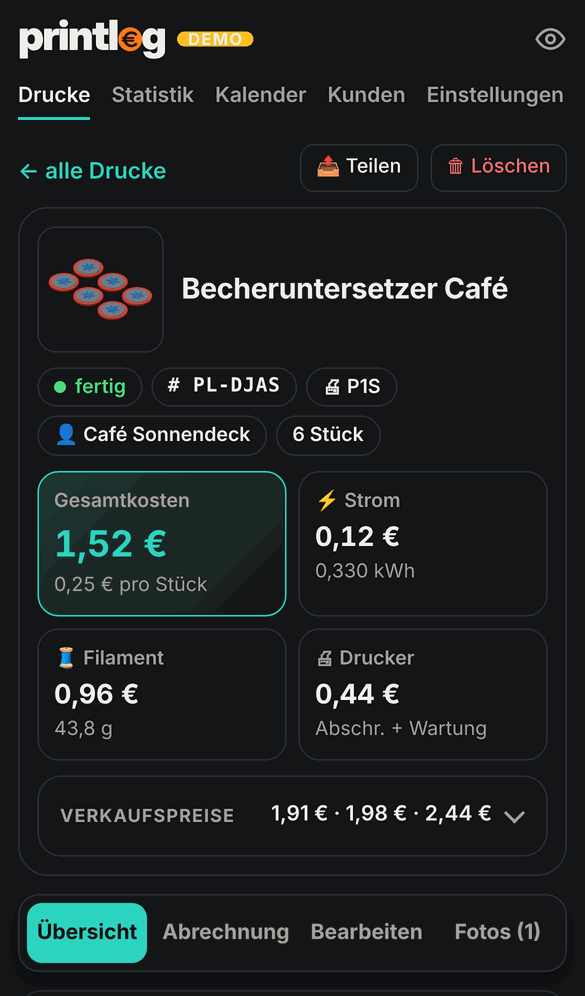 printl€g DEMO
Drucke Statistik Kalender Kunden Einstellungen
← alle Drucke Teilen Löschen
Becheruntersetzer Café
fertig # PL-DJAS P1S
Café Sonnendeck 6 Stück
Gesamtkosten
1,52 €
0,25 € pro Stück
Strom
0,12 €
0,330 kWh
Filament
0,96 €
43,8 g
Drucker
0,44 €
Abschr. + Wartung
VERKAUFSPREISE 1,91 € · 1,98 € · 2,44 €
Übersicht Abrechnung Bearbeiten Fotos (1)